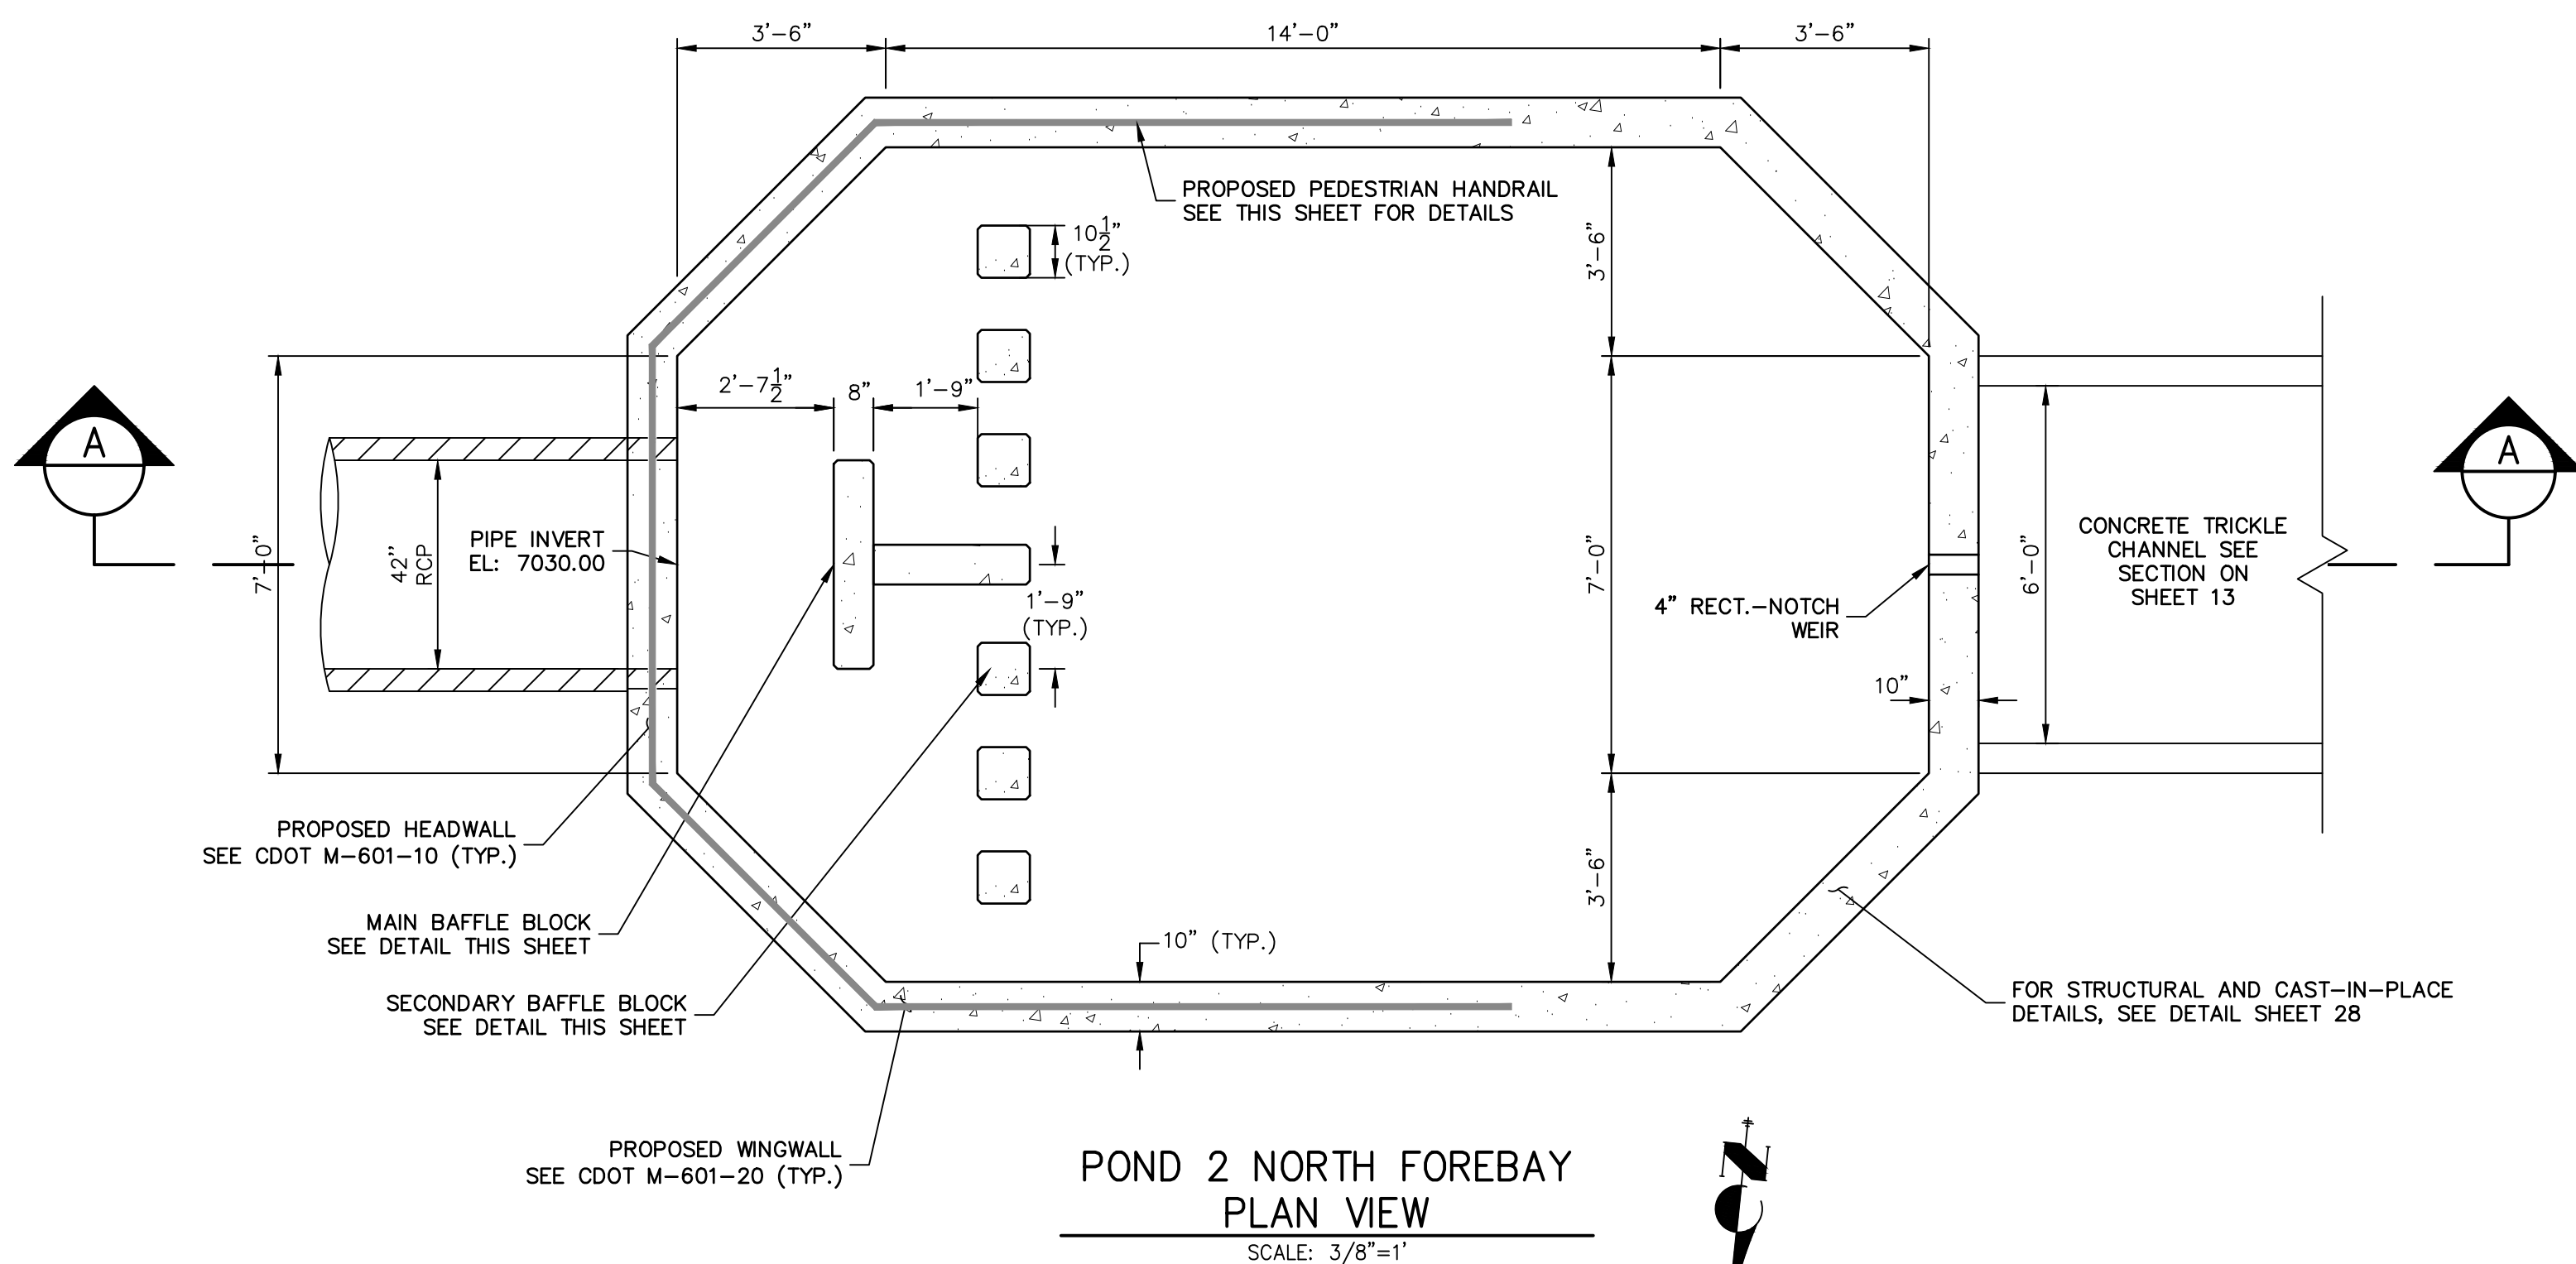 3'-6"
14'-0"
3'-6"
PROPOSED PEDESTRIAN HANDRAIL
SEE THIS SHEET FOR DETAILS
10 1/2"
(TYP.)
3'-6"
2'-7 1/2"
8"
1'-9"
A
A
7'-0"
42"
RCP
PIPE INVERT
EL: 7030.00
1'-9"
(TYP.)
7'-0"
4" RECT.-NOTCH
WEIR
6'-0"
CONCRETE TRICKLE
CHANNEL SEE
SECTION ON
SHEET 13
10"
PROPOSED HEADWALL
SEE CDOT M-601-10 (TYP.)
3'-6"
MAIN BAFFLE BLOCK
SEE DETAIL THIS SHEET
10" (TYP.)
SECONDARY BAFFLE BLOCK
SEE DETAIL THIS SHEET
FOR STRUCTURAL AND CAST-IN-PLACE
DETAILS, SEE DETAIL SHEET 28
PROPOSED WINGWALL
SEE CDOT M-601-20 (TYP.)
POND 2 NORTH FOREBAY
PLAN VIEW
SCALE: 3/8"=1'
N